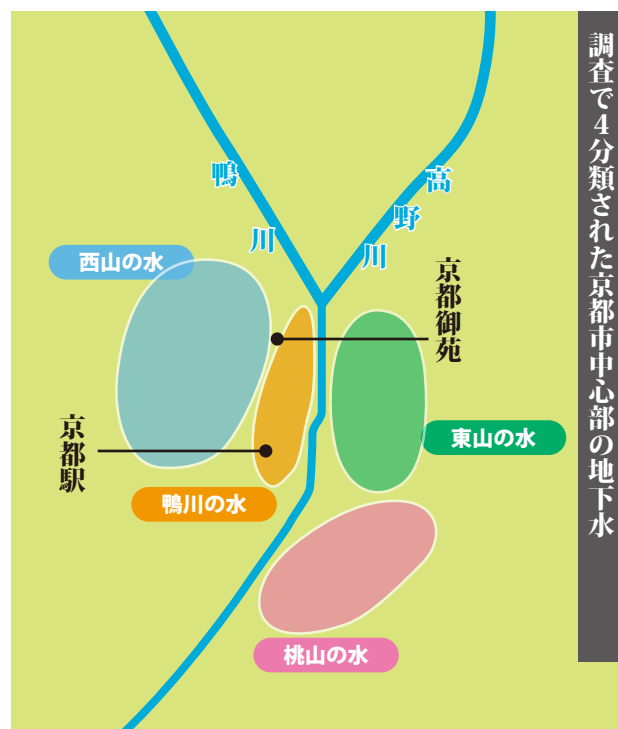 調査で4分類された京都市中心部の地下水
鴨川
高野川
西山の水
京都御苑
京都駅
東山の水
鴨川の水
桃山の水